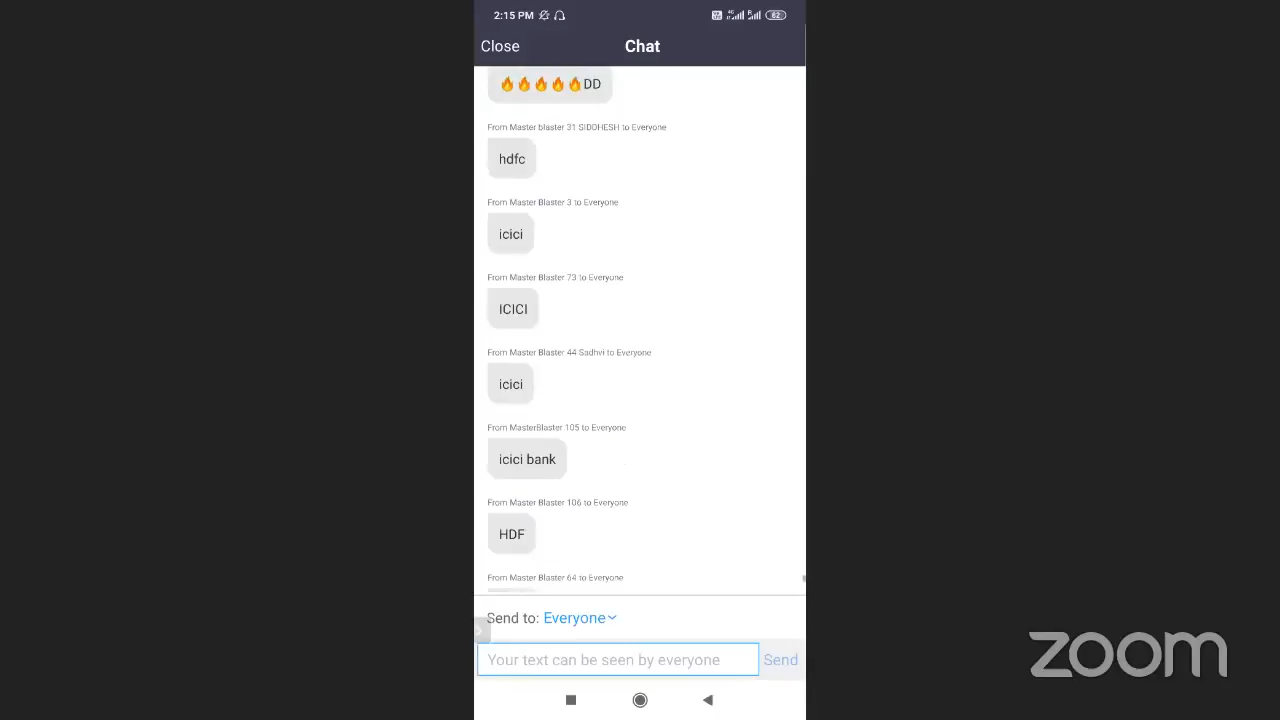 2:15 PM
62
Close
Chat
🔥🔥🔥🔥🔥DD
From Master blaster 31 SIDDHESH to Everyone
hdfc
From Master Blaster 3 to Everyone
icici
From Master Blaster 73 to Everyone
ICICI
From Master Blaster 44 Sadhvi to Everyone
icici
From MasterBlaster 105 to Everyone
icici bank
From Master Blaster 106 to Everyone
HDF
From Master Blaster 64 to Everyone
Send to: Everyone
Your text can be seen by everyone
Send
zoom